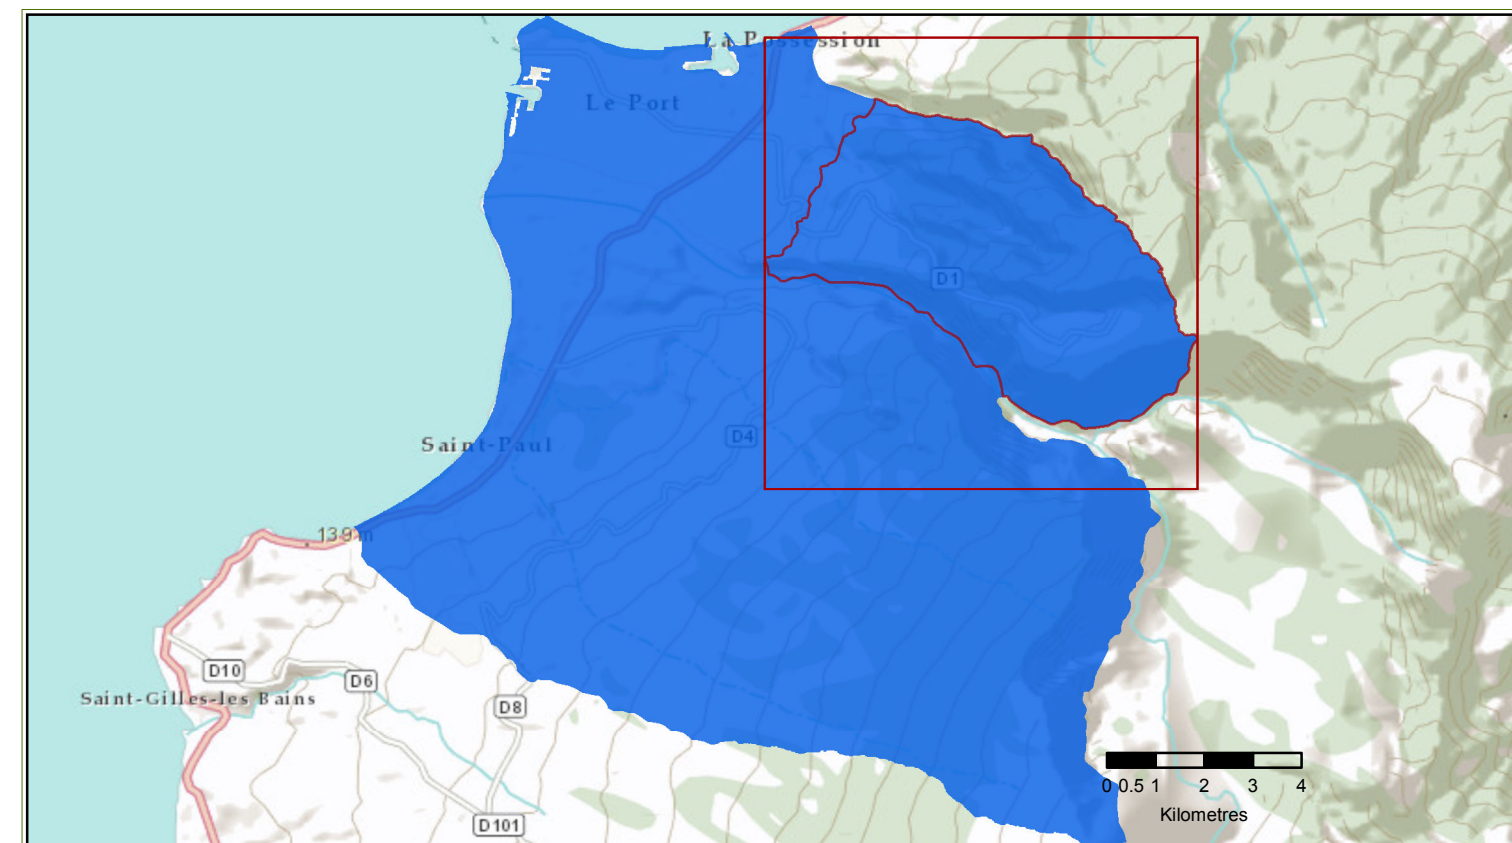 La Possession
Le Port
D1
D4
Saint-Paul
139 m
D10
D6
Saint-Gilles-les Bains
D8
0 0.5 1 2 3 4
Kilometres
D101